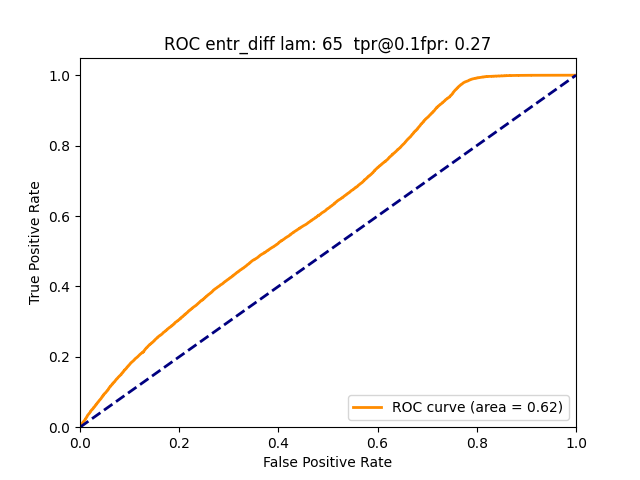 ROC entr_diff lam: 65  tpr@0.1fpr: 0.27
1.0
0.8
0.6
0.4
0.2
0.0
True Positive Rate
ROC curve (area = 0.62)
0.0 0.2 0.4 0.6 0.8 1.0
False Positive Rate